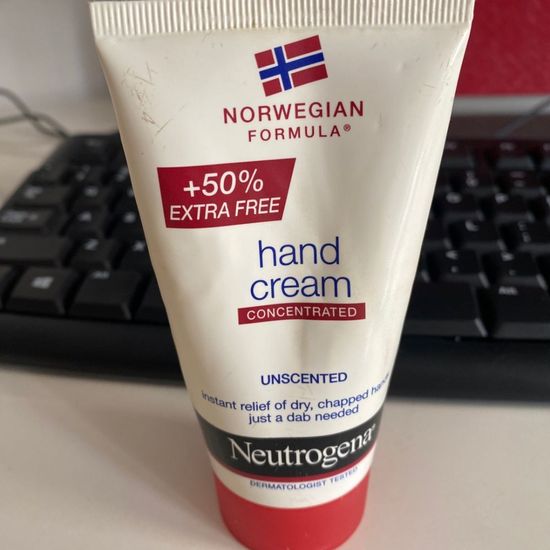 NORWEGIAN
FORMULA®
+50%
EXTRA FREE
hand
cream
CONCENTRATED
UNSCENTED
instant relief of dry, chapped
just a dab needed
Neutrogena®
DERMATOLOGIST TESTED